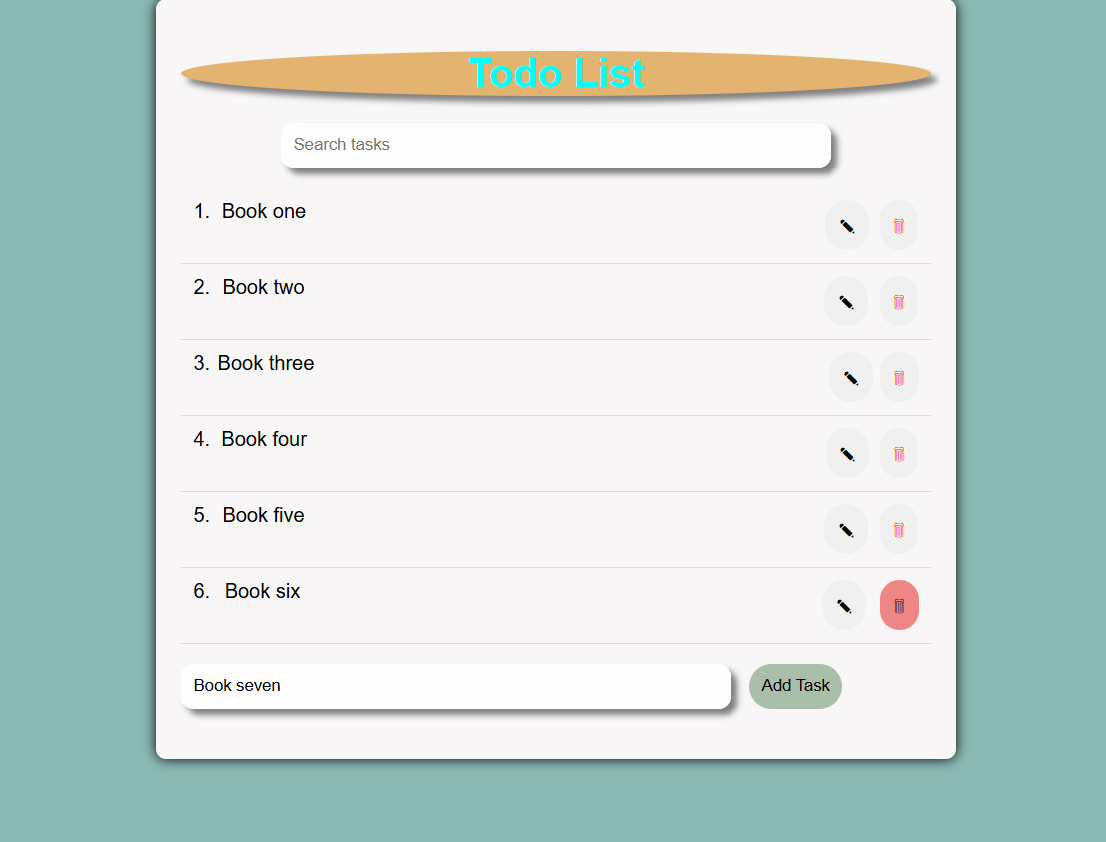 Todo List
Search tasks
1. Book one
2. Book two
3. Book three
4. Book four
5. Book five
6. Book six
Book seven Add Task